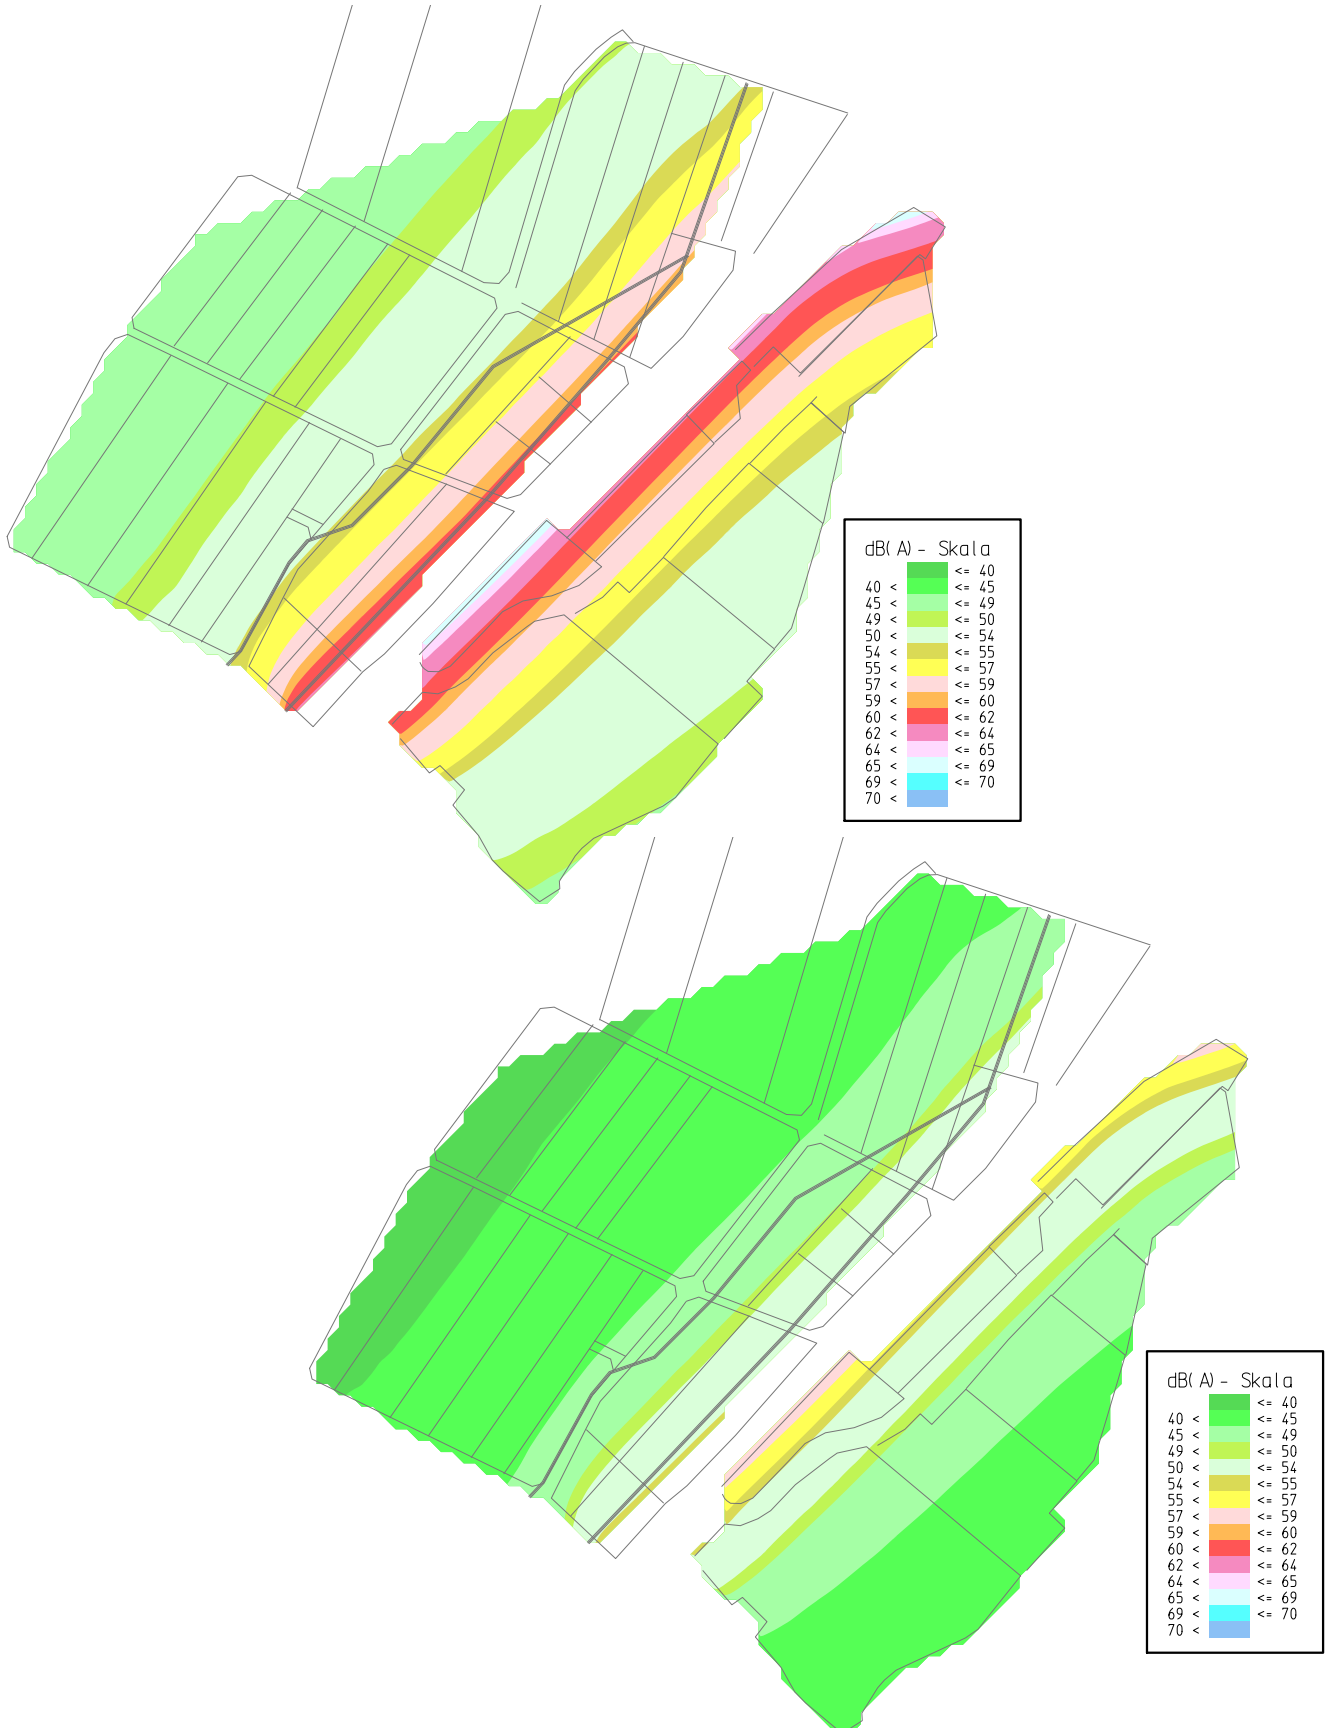 dB(A)- Skala
<= 40
40 < <= 45
45 < <= 49
49 < <= 50
50 < <= 54
54 < <= 55
55 < <= 57
57 < <= 59
59 < <= 60
60 < <= 62
62 < <= 64
64 < <= 65
65 < <= 69
69 < <= 70
70 <
dB(A)- Skala
<= 40
40 < <= 45
45 < <= 49
49 < <= 50
50 < <= 54
54 < <= 55
55 < <= 57
57 < <= 59
59 < <= 60
60 < <= 62
62 < <= 64
64 < <= 65
65 < <= 69
69 < <= 70
70 <